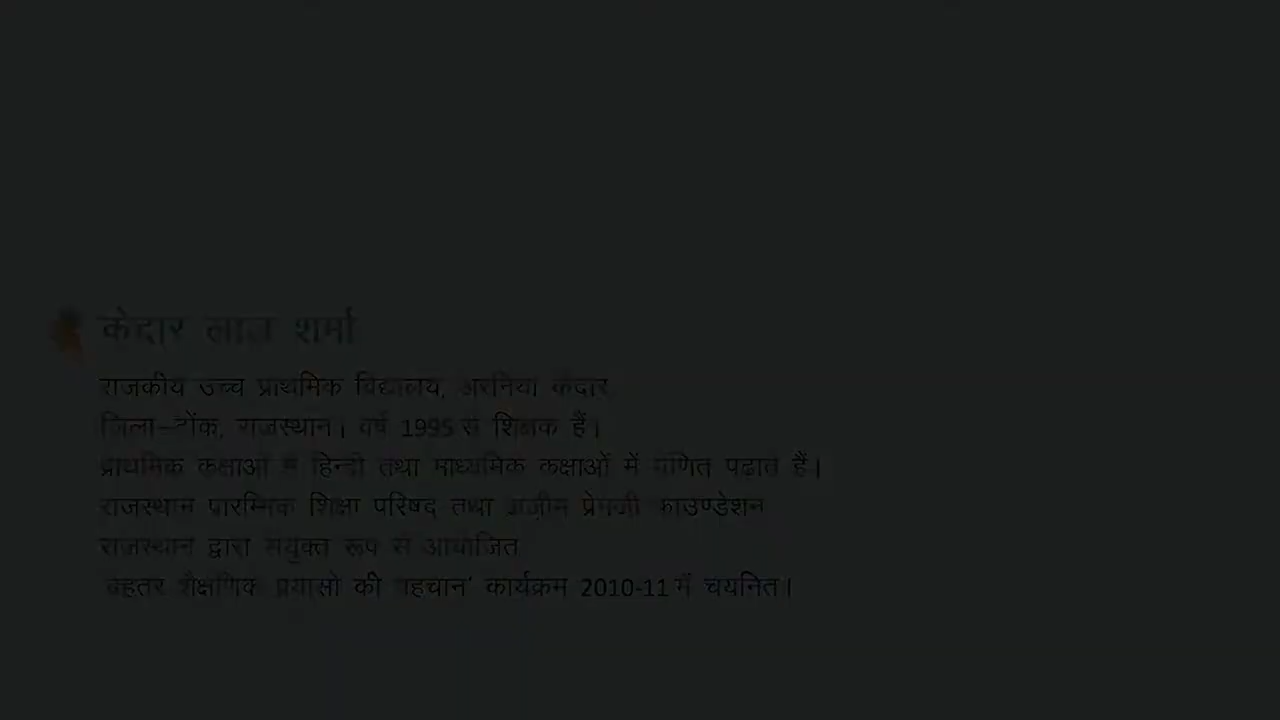 केदार लाल शर्मा
राजकीय उच्च प्राथमिक विद्यालय, अरनिया केदार
जिला–टोंक, राजस्थान। वर्ष 1995 से शिक्षक हैं।
प्राथमिक कक्षाओं में हिन्दी तथा माध्यमिक कक्षाओं में गणित पढाते हैं।
राजस्थान प्रारम्भिक शिक्षा परिषद तथा अज़ीम प्रेमजी फाउण्डेशन
राजस्थान द्वारा संयुक्त रूप से आयोजित
'बेहतर शैक्षणिक प्रयासो की पहचान' कार्यक्रम 2010-11 में चयनित।